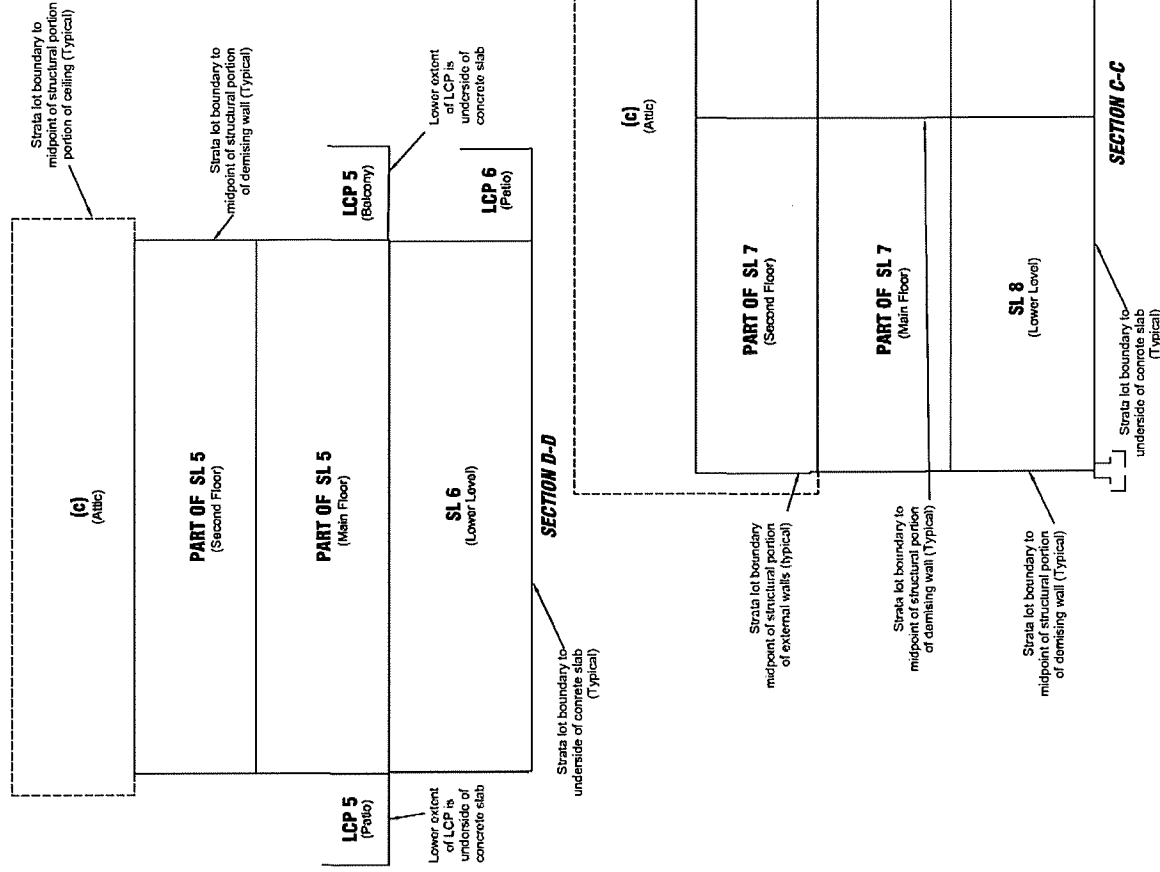 Strata lot boundary to
midpoint of structural portion
portion of ceiling (Typical)
(c)
(Attic)
Strata lot boundary to
midpoint of structural portion
of demising wall (Typical)
PART OF SL 5
(Second Floor)
PART OF SL 5
(Main Floor)
LCP 5
(Balcony)
Lower extent
of LCP is
underside of
concrete slab
LCP 5
(Patio)
Lower extent
of LCP is
underside of
concrete slab
SL 6
(Lower Level)
LCP 6
(Patio)
SECTION D-D
Strata lot boundary to
underside of conrete slab
(Typical)
(c)
(Attic)
PART OF SL 7
(Second Floor)
Strata lot boundary
midpoint of structural portion
of external walls (typical)
PART OF SL 7
(Main Floor)
Strata lot boundary to
midpoint of structural portion
of demising wall (Typical)
SL 8
(Lower Level)
Strata lot boundary to
midpoint of structural portion
of demising wall (Typical)
Strata lot boundary to
underside of conrote slab
(Typical)
SECTION C-C